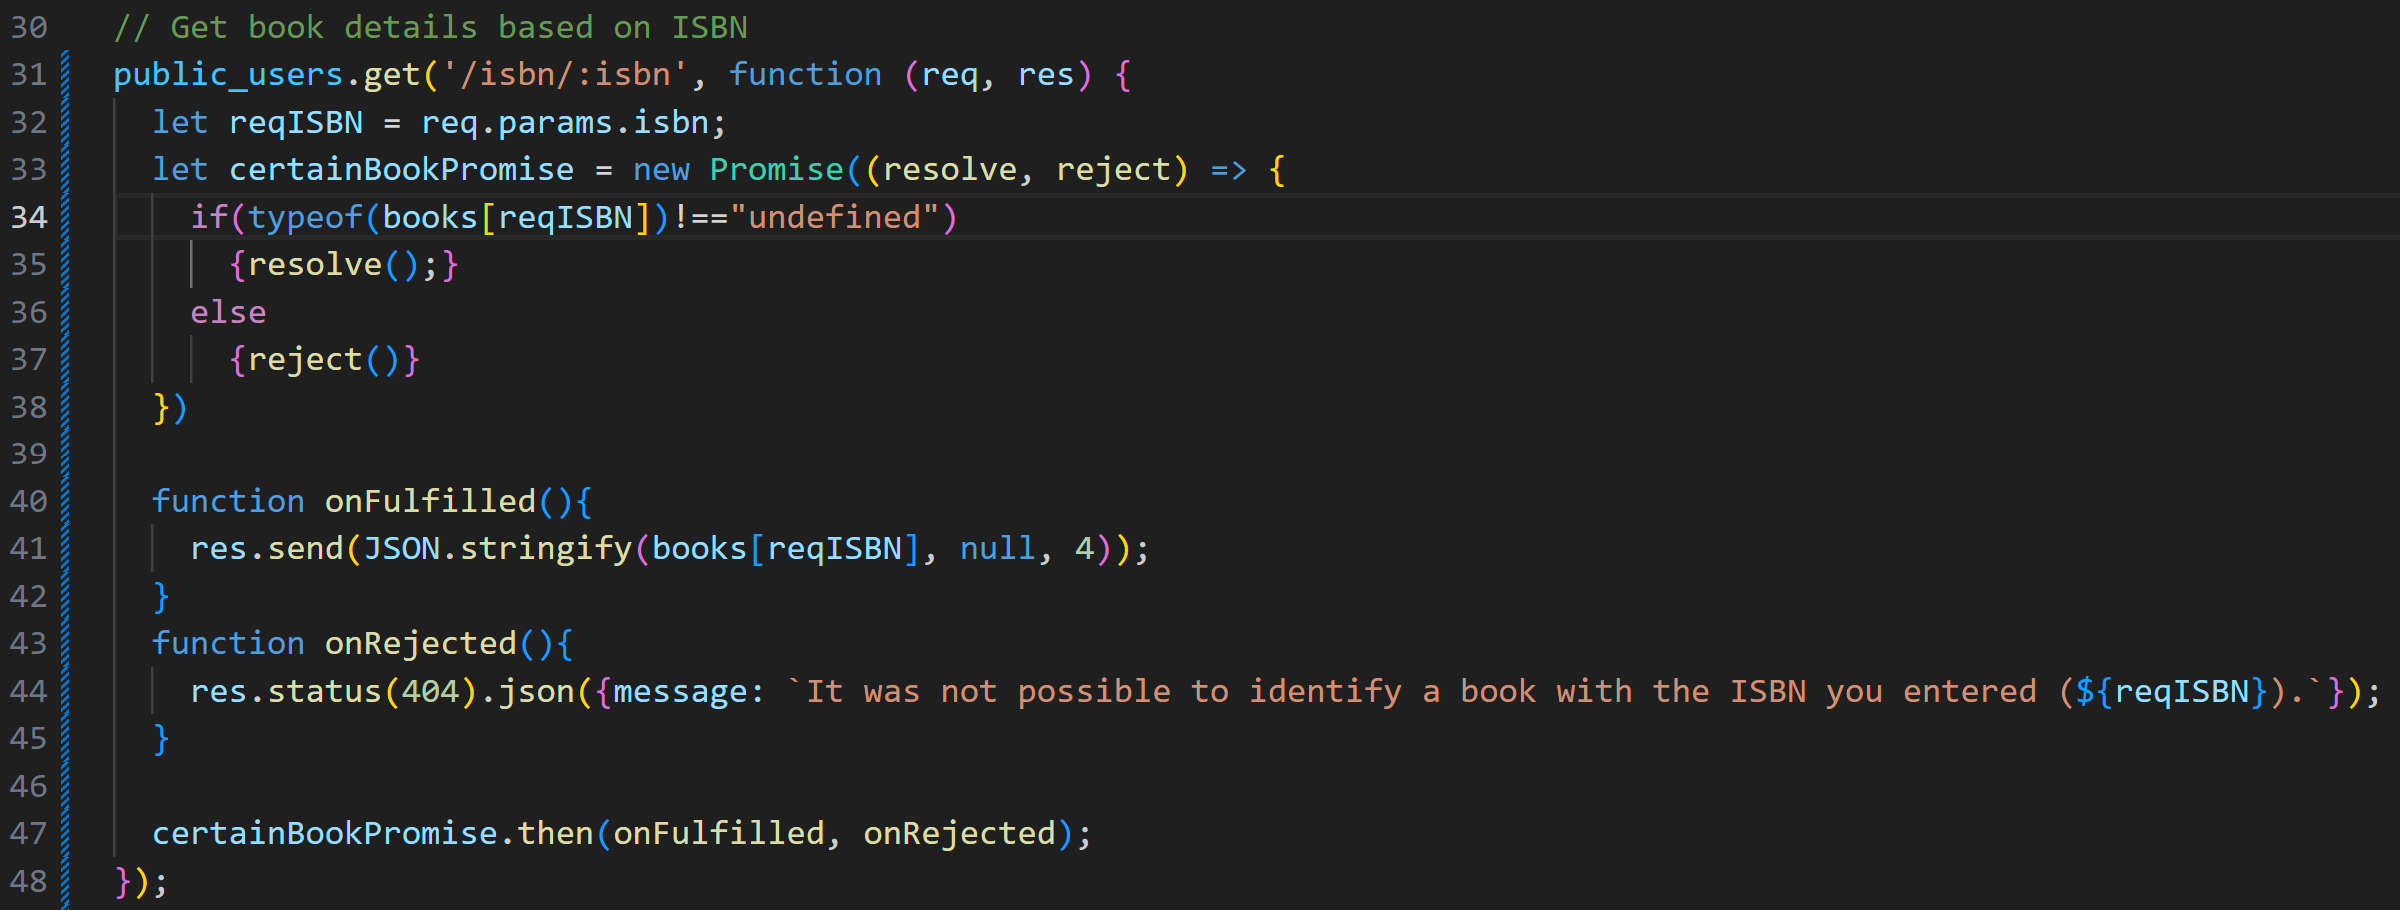 30 // Get book details based on ISBN
31 public_users.get('/isbn/:isbn', function (req, res) {
32   let reqISBN = req.params.isbn;
33   let certainBookPromise = new Promise((resolve, reject) => {
34     if(typeof(books[reqISBN])!=="undefined")
35       {resolve();}
36     else
37       {reject()}
38   })
39
40   function onFulfilled(){
41     res.send(JSON.stringify(books[reqISBN], null, 4));
42   }
43   function onRejected(){
44     res.status(404).json({message: `It was not possible to identify a book with the ISBN you entered (${reqISBN}).`});
45   }
46
47   certainBookPromise.then(onFulfilled, onRejected);
48 });